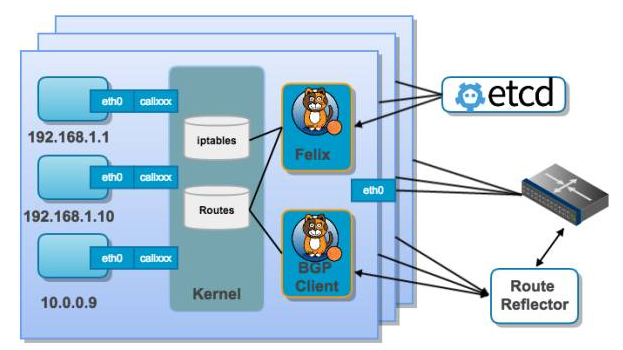 eth0 calixxx
192.168.1.1
eth0 calixxx
192.168.1.10
eth0 calixxx
10.0.0.9
iptables
Routes
Kernel
Felix
eth0
BGP
Client
etcd
Route
Reflector